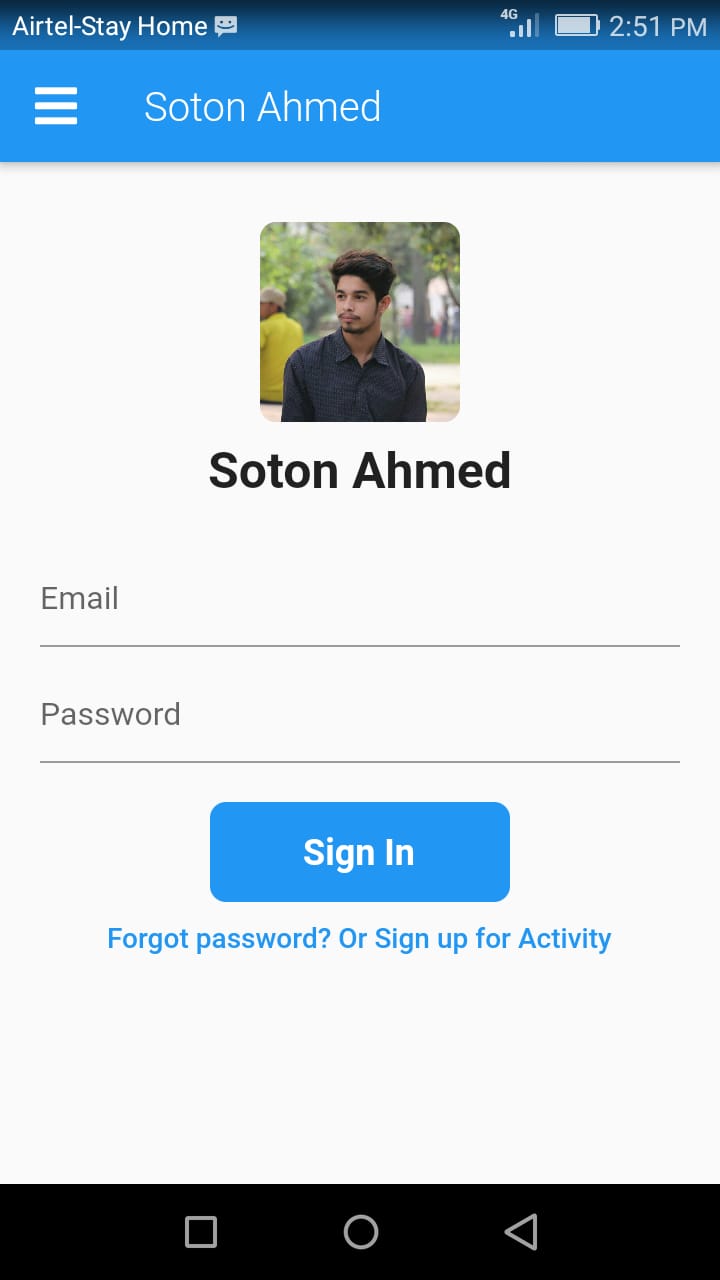 Airtel-Stay Home 4G 2:51 PM
Soton Ahmed
Soton Ahmed
Email
Password
Sign In
Forgot password? Or Sign up for Activity